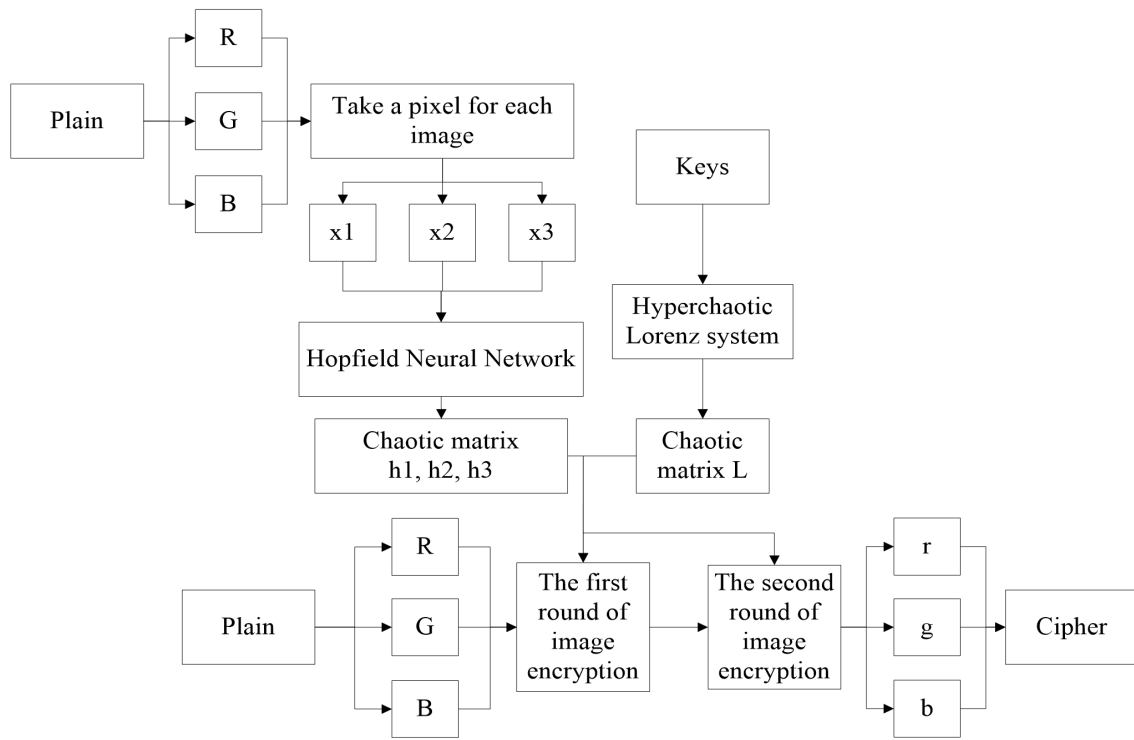 R
Plain
G
B
Take a pixel for each
image
Keys
x1
x2
x3
Hyperchaotic
Lorenz system
Hopfield Neural Network
Chaotic matrix
h1, h2, h3
Chaotic
matrix L
R
Plain
G
B
The first
round of
image
encryption
The second
round of
image
encryption
r
g
b
Cipher